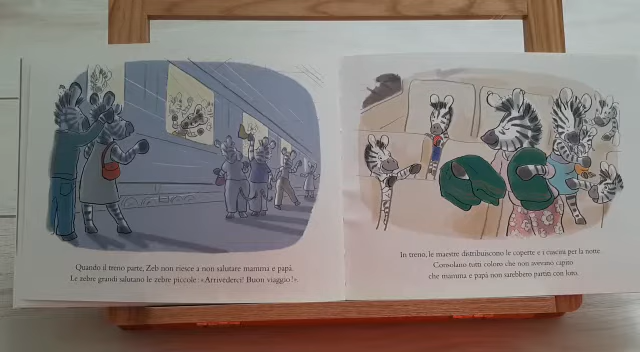 Quando il treno parte, Zeb non riesce a non salutare mamma e papà.
Le zebre grandi salutano le zebre piccole: «Arrivederci! Buon viaggio!».
In treno, le maestre distribuiscono le copertte e i cuscini per la notte.
Consolano tutti coloro che non avevano capito
che mamma e papà non sarebbero partiti con loro.